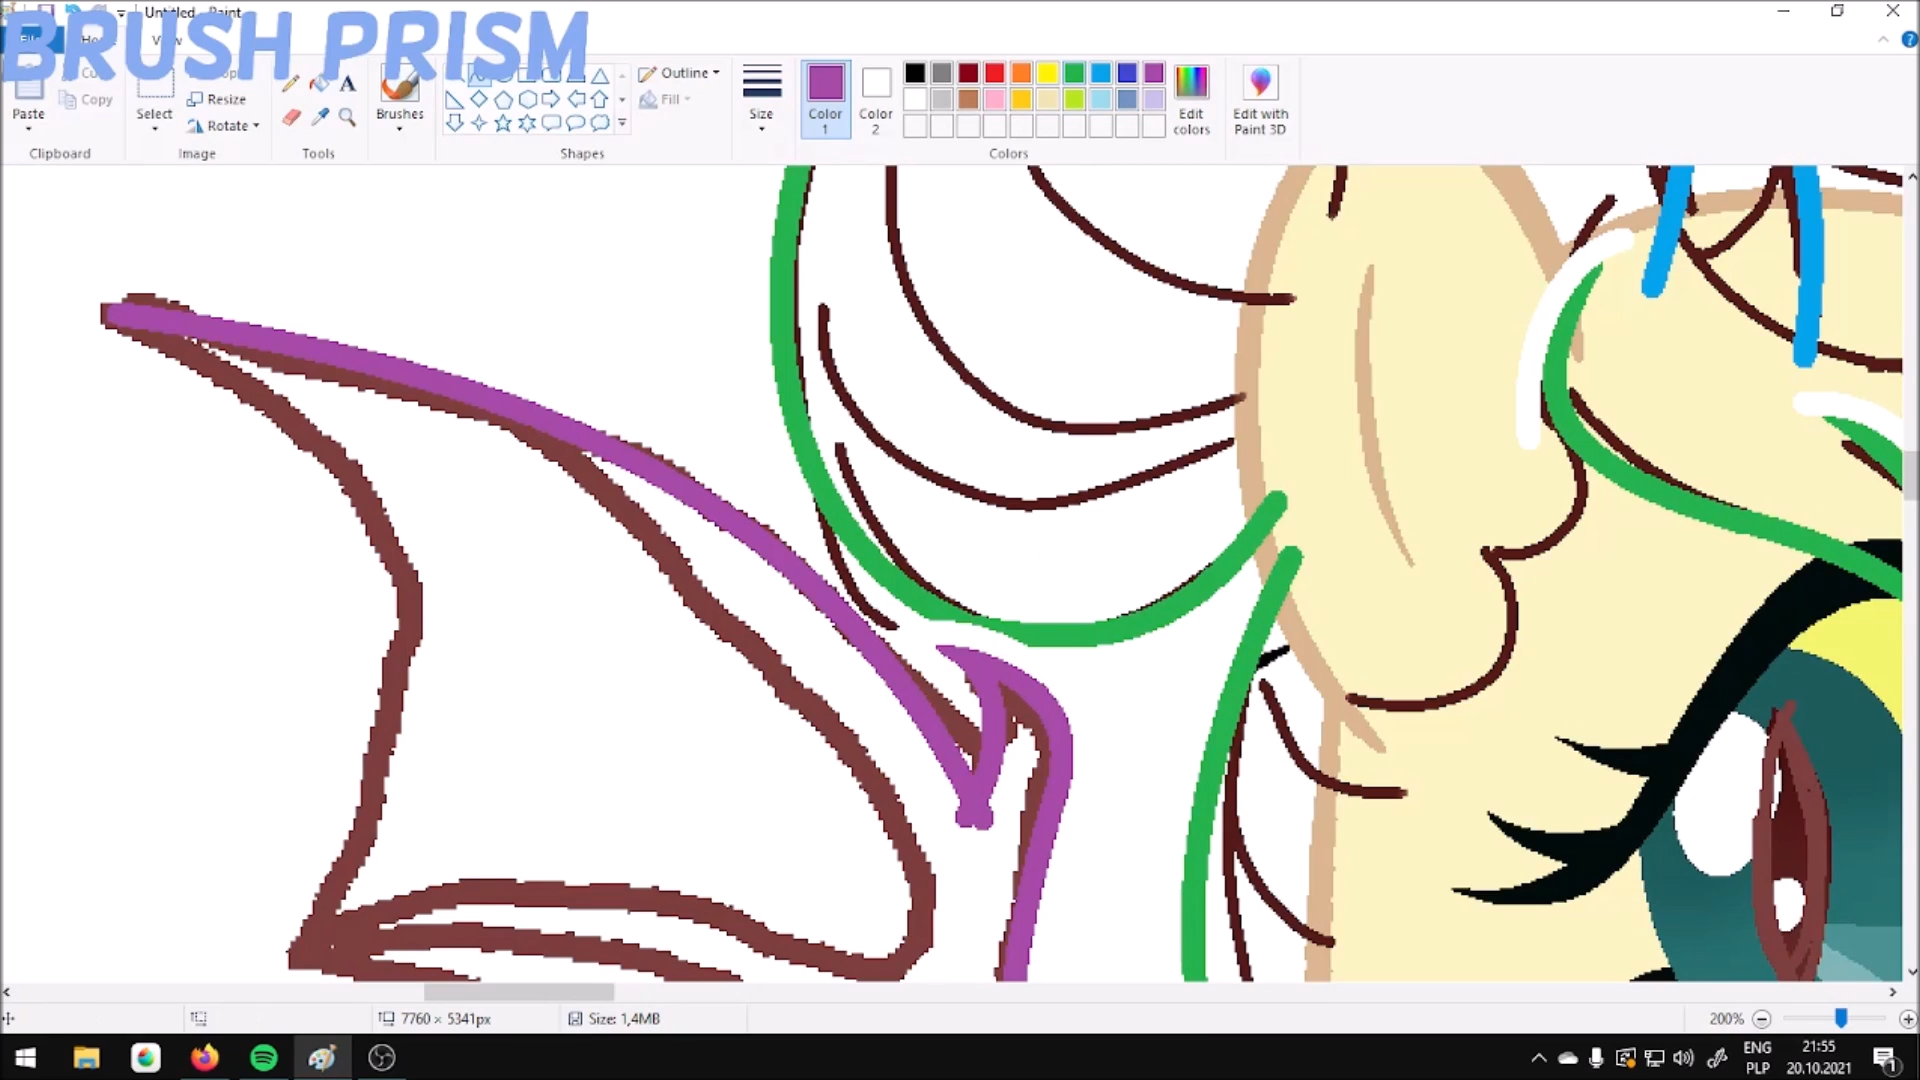 Untitled - Paint
BRUSH PRISM
Paste
Copy
Clipboard
Select
Resize
Rotate
Image
Tools
Brushes
Shapes
Outline
Fill
Size
Color 1
Color 2
Colors
Edit colors
Edit with Paint 3D
7760 × 5341px
Size: 1,4MB
200%
ENG
PLP
21:55
20.10.2021
1